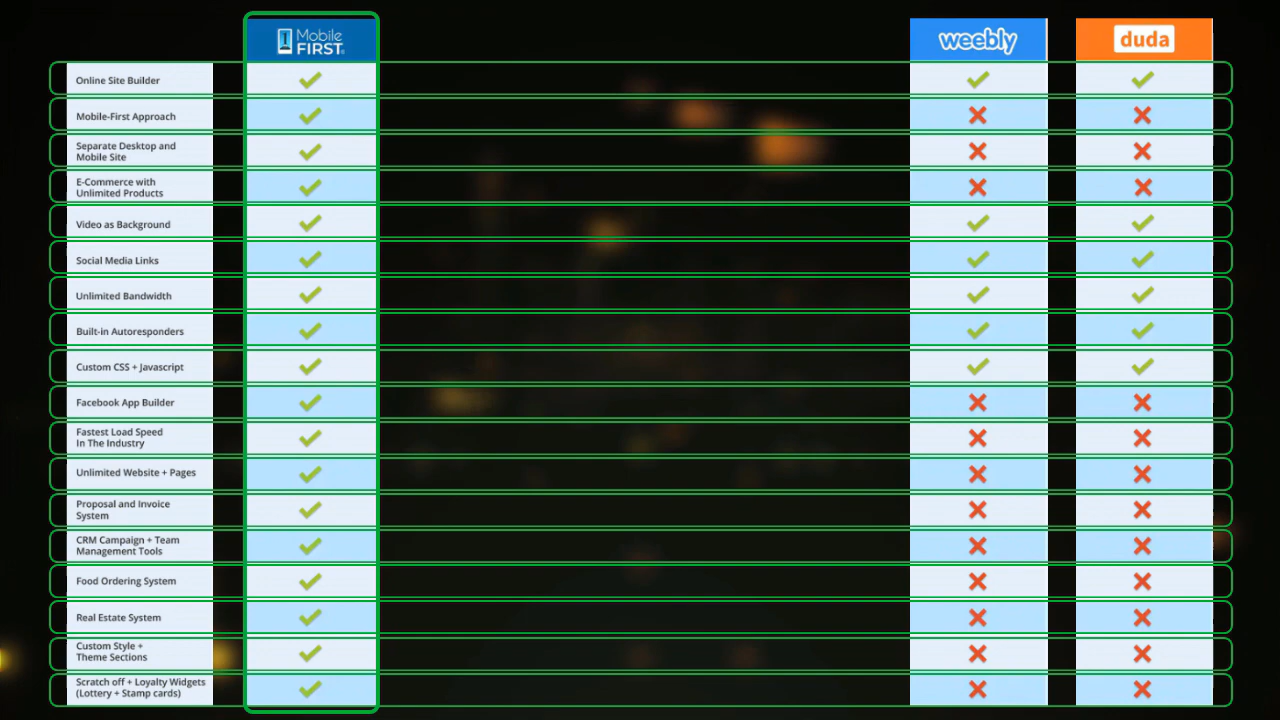 Mobile
FIRST
weebly
duda
Online Site Builder
Mobile-First Approach
Separate Desktop and
Mobile Site
E-Commerce with
Unlimited Products
Video as Background
Social Media Links
Unlimited Bandwidth
Built-in Autoresponders
Custom CSS + Javascript
Facebook App Builder
Fastest Load Speed
In The Industry
Unlimited Website + Pages
Proposal and Invoice
System
CRM Campaign + Team
Management Tools
Food Ordering System
Real Estate System
Custom Style +
Theme Sections
Scratch off + Loyalty Widgets
(Lottery + Stamp cards)